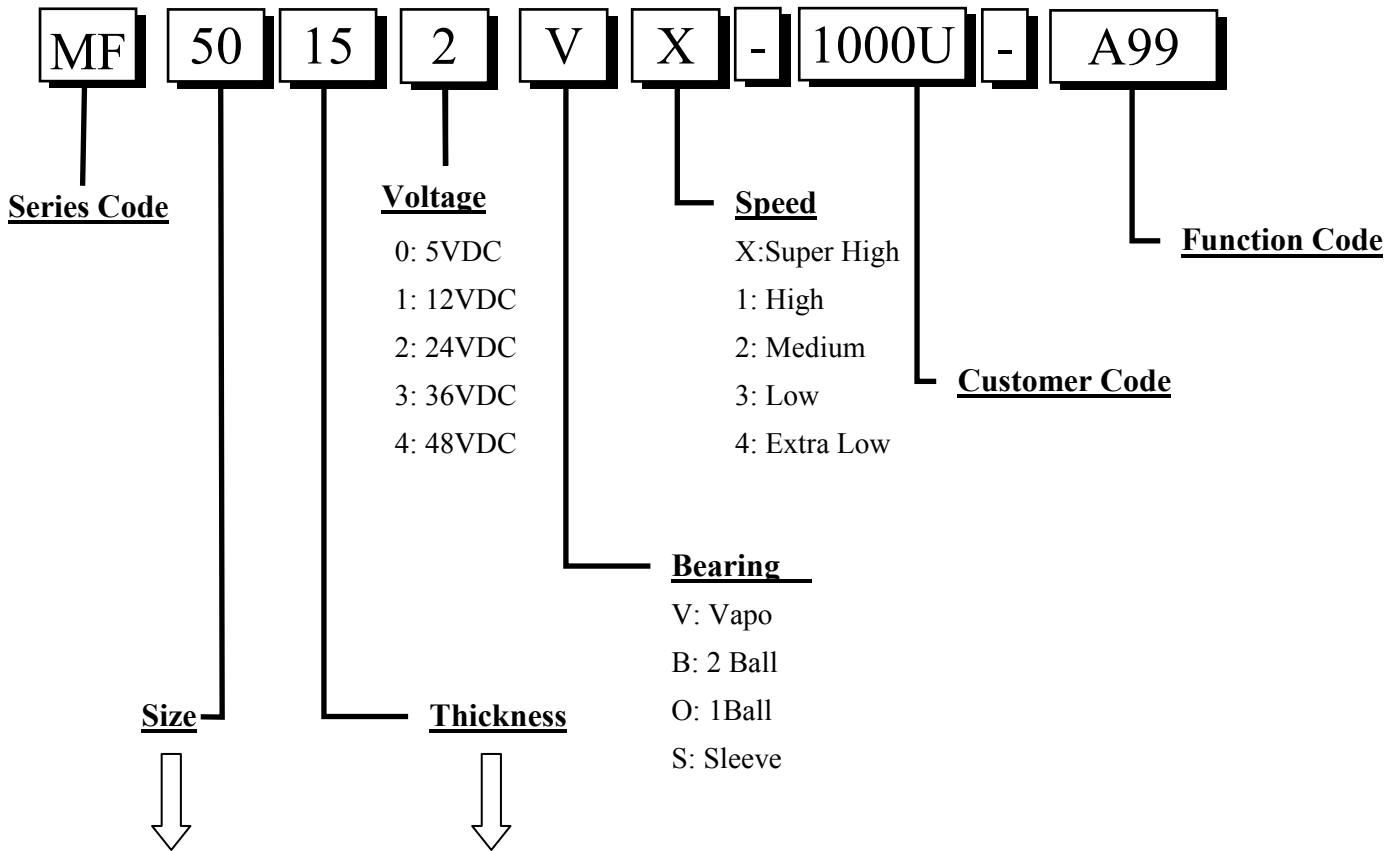 MF 50 15 2 V X - 1000U - A99
Series Code
Voltage
0: 5VDC
1: 12VDC
2: 24VDC
3: 36VDC
4: 48VDC
Speed
X:Super High
1: High
2: Medium
3: Low
4: Extra Low
Function Code
Customer Code
Bearing
V: Vapo
B: 2 Ball
O: 1Ball
S: Sleeve
Size
Thickness